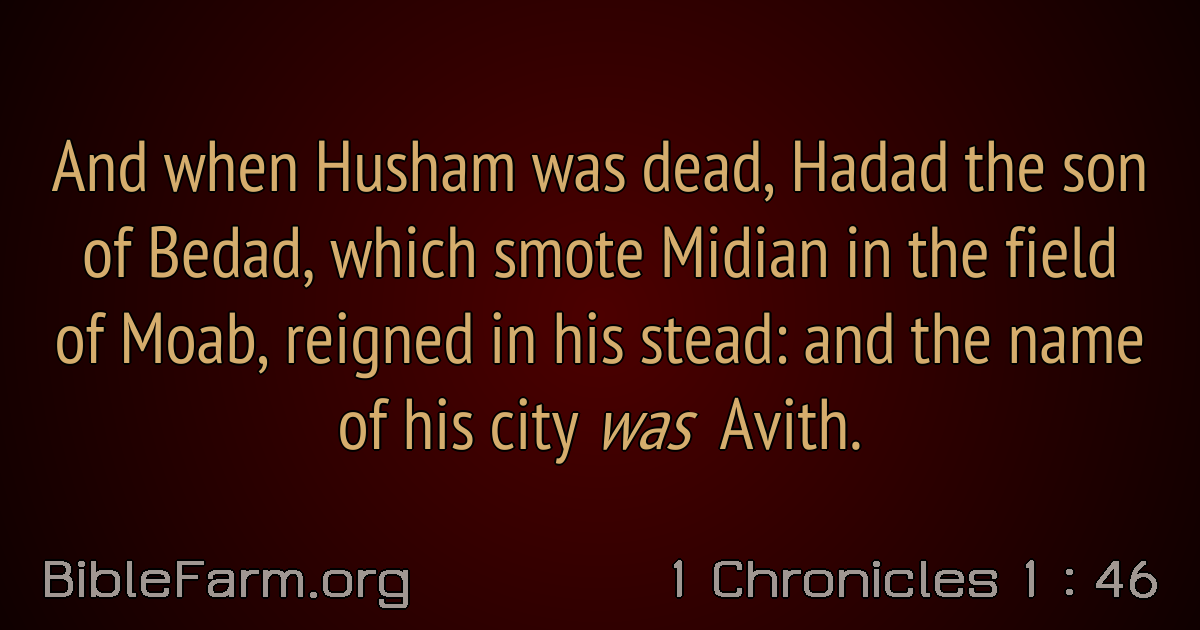 And when Husham was dead, Hadad the son
of Bedad, which smote Midian in the field
of Moab, reigned in his stead: and the name
of his city was Avith.
BibleFarm.org
1 Chronicles 1 : 46